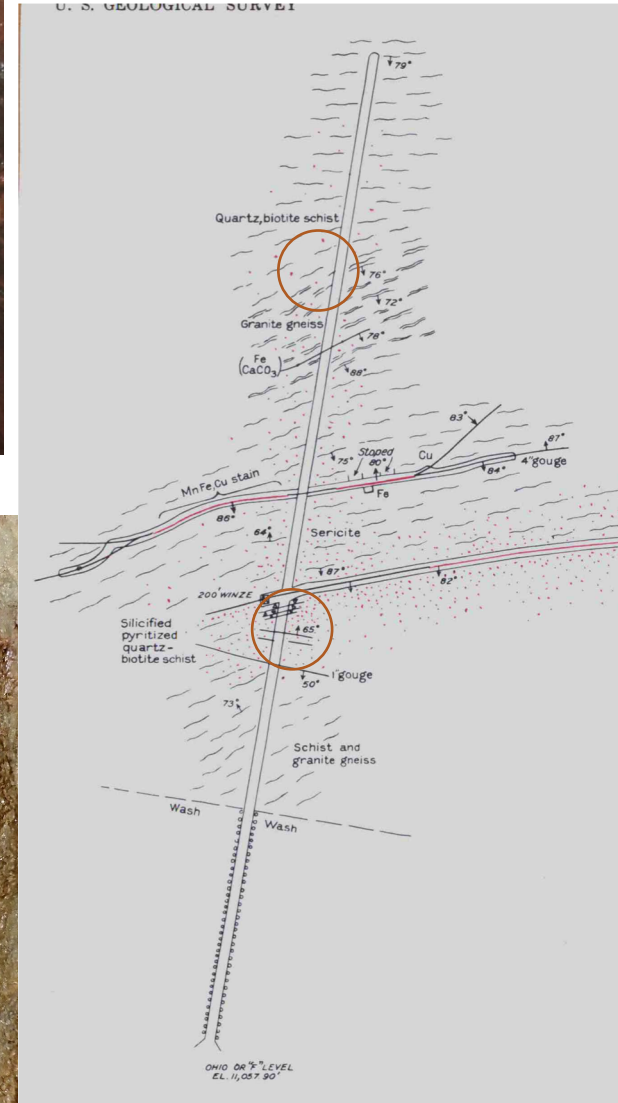 U. S. GEOLOGICAL SURVEY
79°
Quartz, biotite schist
76°
72°
Granite gneiss
78°
Fe
(CaCO₃)
88°
83°
87°
Stoped
75°
80°
Cu
4" gouge
84°
MnFe, Cu stain
Fe
86°
64°
Sericite
87°
82°
200' WINZE
Silicified
pyritized
quartz-
biotite schist
65°
1" gouge
50°
73°
Schist and
granite gneiss
Wash
Wash
OHIO OR "F" LEVEL
EL. 11,057.90'